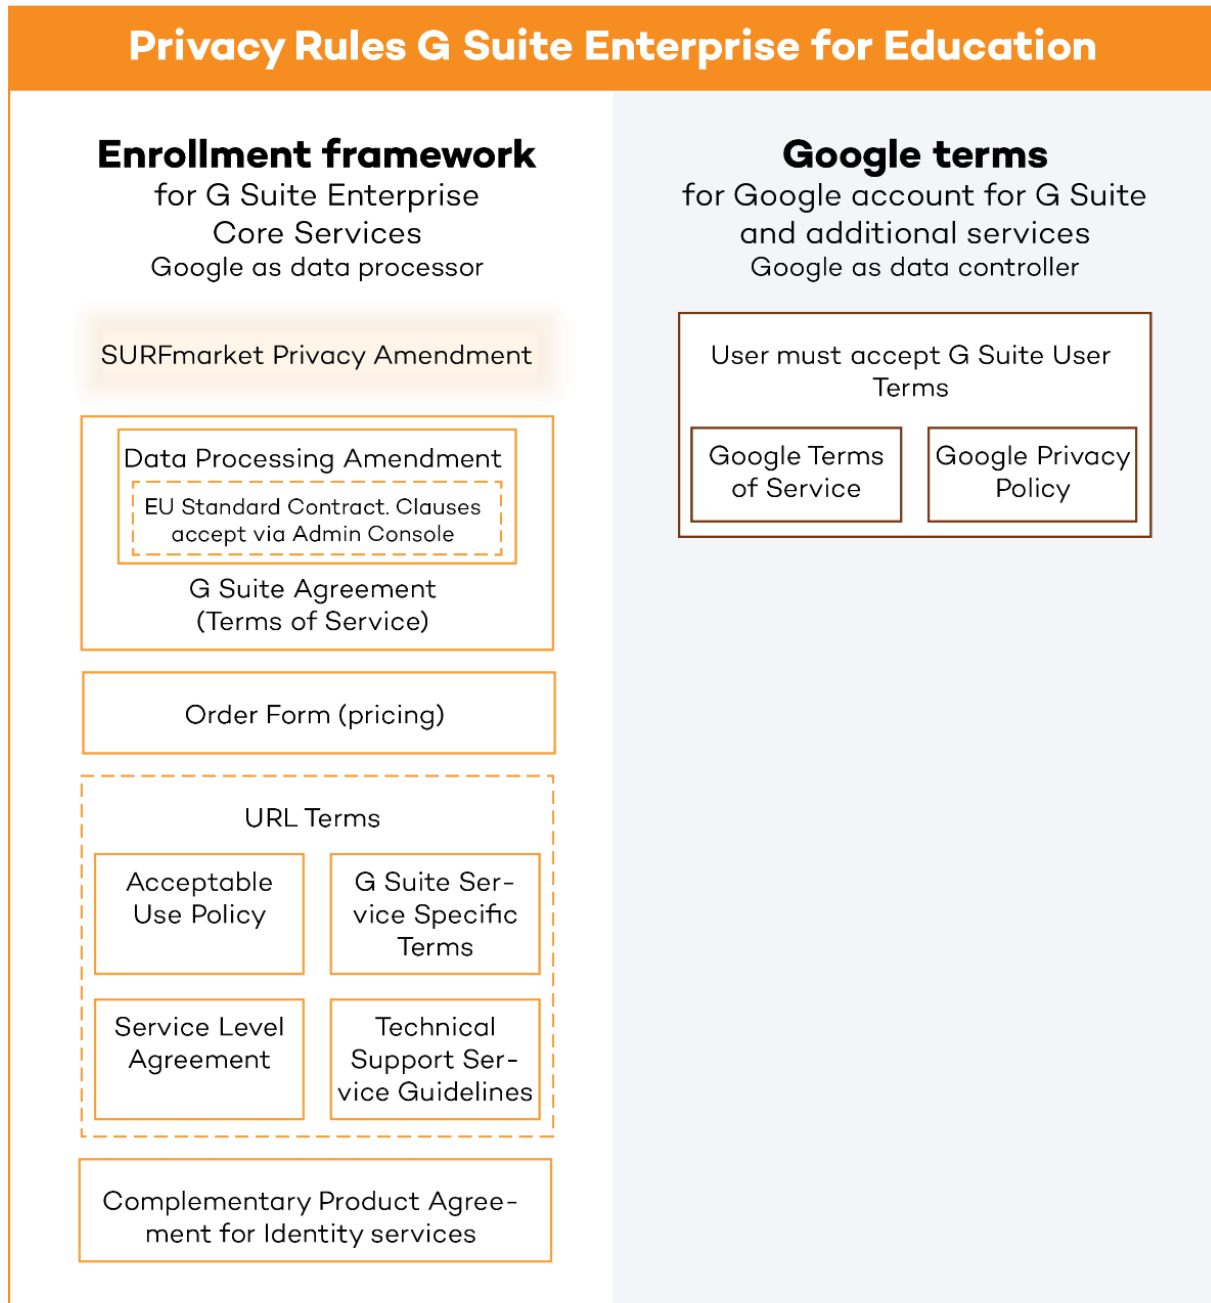 Privacy Rules G Suite Enterprise for Education
Enrollment framework
for G Suite Enterprise
Core Services
Google as data processor
SURFmarket Privacy Amendment
Data Processing Amendment
EU Standard Contract. Clauses
accept via Admin Console
G Suite Agreement
(Terms of Service)
Order Form (pricing)
URL Terms
Acceptable
Use Policy
G Suite Ser-
vice Specific
Terms
Service Level
Agreement
Technical
Support Ser-
vice Guidelines
Complementary Product Agree-
ment for Identity services
Google terms
for Google account for G Suite
and additional services
Google as data controller
User must accept G Suite User
Terms
Google Terms
of Service
Google Privacy
Policy